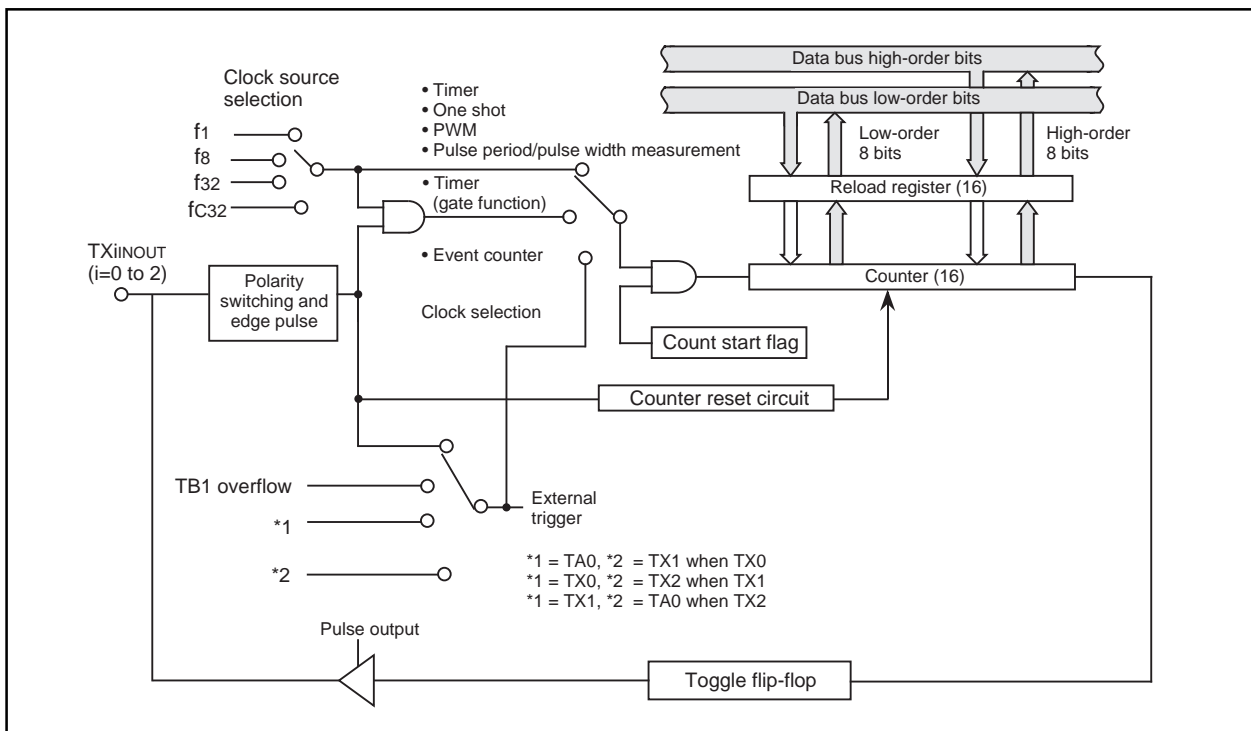 Clock source
selection
f1
f8
f32
fC32
• Timer
• One shot
• PWM
• Pulse period/pulse width measurement
• Timer
(gate function)
• Event counter
Clock selection
Data bus high-order bits
Data bus low-order bits
Low-order
8 bits
High-order
8 bits
Reload register (16)
Counter (16)
TXiINOUT
(i=0 to 2)
Polarity
switching and
edge pulse
Count start flag
Counter reset circuit
TB1 overflow
*1
*2
External
trigger
*1 = TA0, *2 = TX1 when TX0
*1 = TX0, *2 = TX2 when TX1
*1 = TX1, *2 = TA0 when TX2
Pulse output
Toggle flip-flop